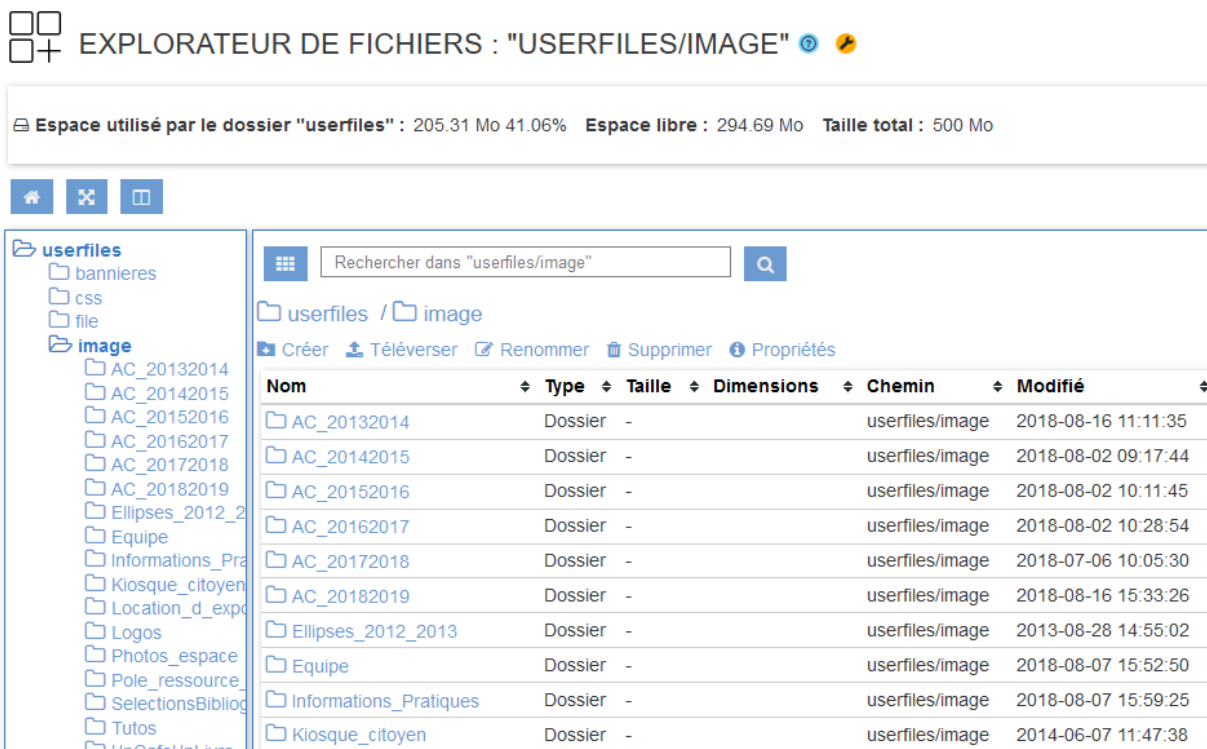 EXPLORATEUR DE FICHIERS : "USERFILES/IMAGE"
Espace utilisé par le dossier "userfiles" : 205.31 Mo 41.06% Espace libre : 294.69 Mo Taille total : 500 Mo
userfiles
bannieres
css
file
image
AC_20132014
AC_20142015
AC_20152016
AC_20162017
AC_20172018
AC_20182019
Ellipses_2012_2
Equipe
Informations_Pra
Kiosque_citoyen
Location_d_expo
Logos
Photos_espace
Pole_ressource_
SelectionsBibliog
Tutos
UnCafeUnLivre
Rechercher dans "userfiles/image"
userfiles / image
Créer Téléverser Renommer Supprimer Propriétés
Nom Type Taille Dimensions Chemin Modifié
AC_20132014 Dossier - userfiles/image 2018-08-16 11:11:35
AC_20142015 Dossier - userfiles/image 2018-08-02 09:17:44
AC_20152016 Dossier - userfiles/image 2018-08-02 10:11:45
AC_20162017 Dossier - userfiles/image 2018-08-02 10:28:54
AC_20172018 Dossier - userfiles/image 2018-07-06 10:05:30
AC_20182019 Dossier - userfiles/image 2018-08-16 15:33:26
Ellipses_2012_2013 Dossier - userfiles/image 2013-08-28 14:55:02
Equipe Dossier - userfiles/image 2018-08-07 15:52:50
Informations_Pratiques Dossier - userfiles/image 2018-08-07 15:59:25
Kiosque_citoyen Dossier - userfiles/image 2014-06-07 11:47:38